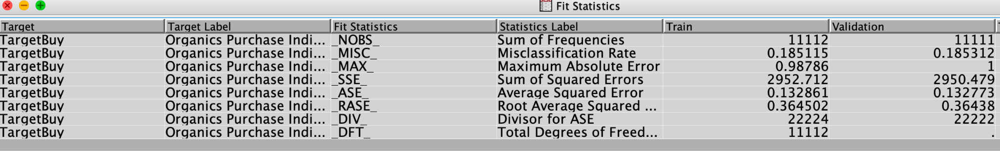 Fit Statistics
Target Target Label Fit Statistics Statistics Label Train Validation
TargetBuy Organics Purchase Indi... _NOBS_ Sum of Frequencies 11112 11111
TargetBuy Organics Purchase Indi... _MISC_ Misclassification Rate 0.185115 0.185312
TargetBuy Organics Purchase Indi... _MAX_ Maximum Absolute Error 0.98786 1
TargetBuy Organics Purchase Indi... _SSE_ Sum of Squared Errors 2952.712 2950.479
TargetBuy Organics Purchase Indi... _ASE_ Average Squared Error 0.132861 0.132773
TargetBuy Organics Purchase Indi... _RASE_ Root Average Squared ... 0.364502 0.36438
TargetBuy Organics Purchase Indi... _DIV_ Divisor for ASE 22224 22222
TargetBuy Organics Purchase Indi... _DFT_ Total Degrees of Freed... 11112 .